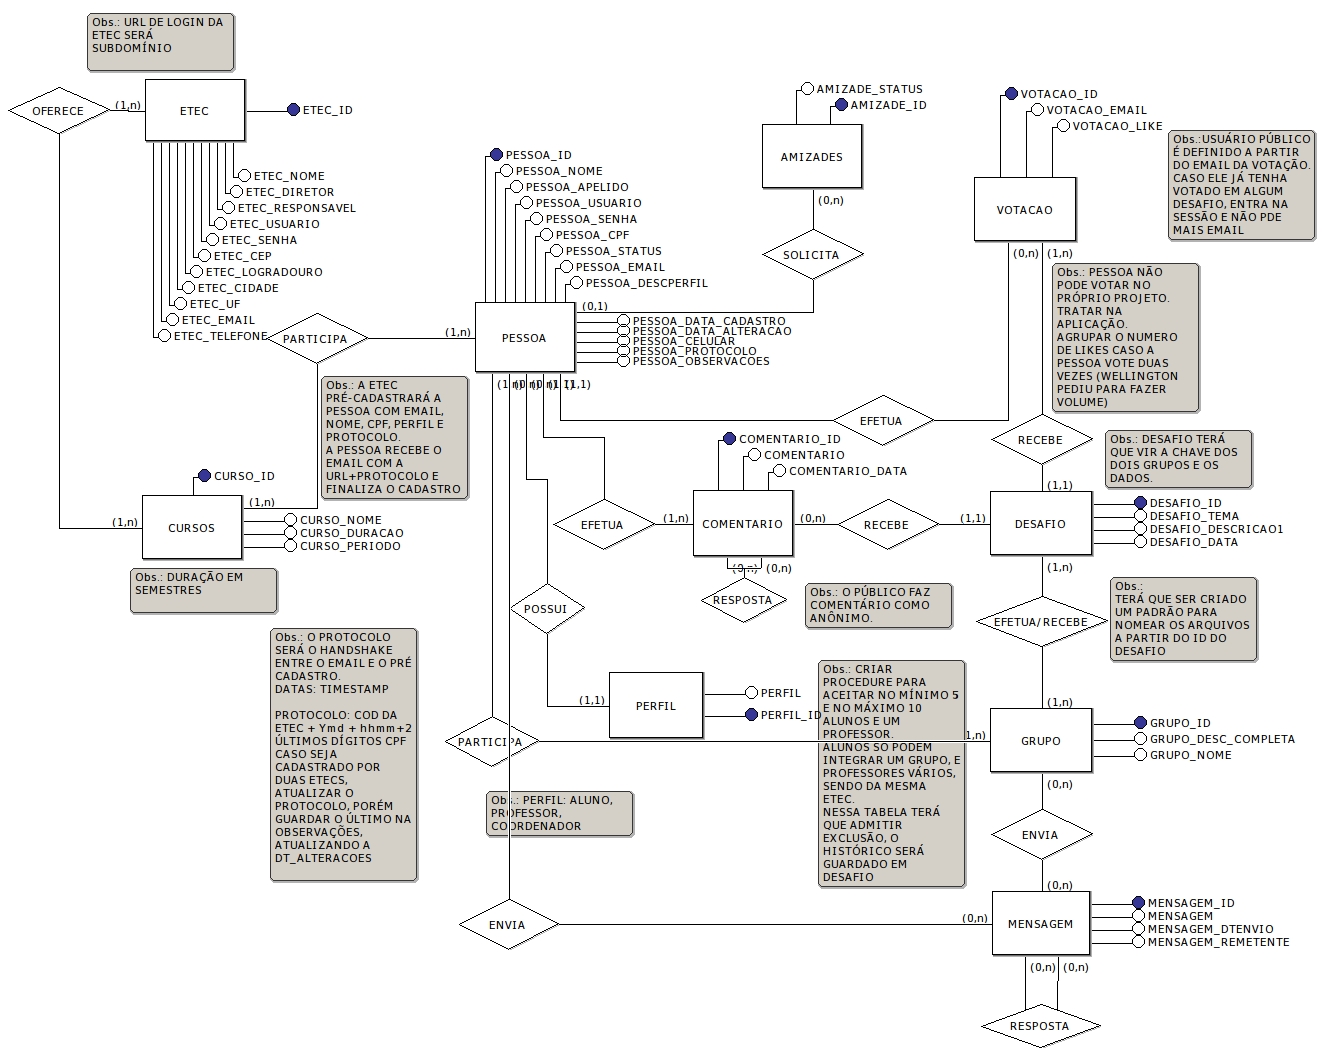 Obs.: URL DE LOGIN DA
ETEC SERÁ
SUBDOMÍNIO
OFERECE
(1,n)
ETEC
ETEC_ID
ETEC_NOME
ETEC_DIRETOR
ETEC_RESPONSAVEL
ETEC_USUARIO
ETEC_SENHA
ETEC_CEP
ETEC_LOGRADOURO
ETEC_CIDADE
ETEC_UF
ETEC_EMAIL
ETEC_TELEFONE
PARTICIPA
(1,n)
PESSOA_ID
PESSOA_NOME
PESSOA_APELIDO
PESSOA_USUARIO
PESSOA_SENHA
PESSOA_CPF
PESSOA_STATUS
PESSOA_EMAIL
PESSOA_DESCPERFIL
PESSOA
(0,1)
PESSOA_DATA_CADASTRO
PESSOA_DATA_ALTERACAO
PESSOA_CELULAR
PESSOA_PROTOCOLO
PESSOA_OBSERVACOES
(1,1)
AMIZADE_STATUS
AMIZADE_ID
AMIZADES
(0,n)
SOLICITA
VOTACAO_ID
VOTACAO_EMAIL
VOTACAO_LIKE
VOTACAO
(0,n)
(1,n)
Obs.:USUÁRIO PÚBLICO
É DEFINIDO A PARTIR
DO EMAIL DA VOTAÇÃO.
CASO ELE JÁ TENHA
VOTADO EM ALGUM
DESAFIO, ENTRA NA
SESSÃO E NÃO PDE
MAIS EMAIL
Obs.: PESSOA NÃO
PODE VOTAR NO
PRÓPRIO PROJETO.
TRATAR NA
APLICAÇÃO.
AGRUPAR O NUMERO
DE LIKES CASO A
PESSOA VOTE DUAS
VEZES (WELLINGTON
PEDIU PARA FAZER
VOLUME)
EFETUA
RECEBE
(1,1)
Obs.: DESAFIO TERÁ
QUE VIR A CHAVE DOS
DOIS GRUPOS E OS
DADOS.
Obs.: A ETEC
PRÉ-CADASTRARÁ A
PESSOA COM EMAIL,
NOME, CPF, PERFIL E
PROTOCOLO.
A PESSOA RECEBE O
EMAIL COM A
URL+PROTOCOLO E
FINALIZA O CADASTRO
CURSO_ID
(1,n)
(1,n)
CURSOS
CURSO_NOME
CURSO_DURACAO
CURSO_PERIODO
Obs.: DURAÇÃO EM
SEMESTRES
COMENTARIO_ID
COMENTARIO
COMENTARIO_DATA
EFETUA
(1,n)
COMENTARIO
(0,n)
RECEBE
(1,1)
DESAFIO
DESAFIO_ID
DESAFIO_TEMA
DESAFIO_DESCRICAO1
DESAFIO_DATA
(0,n)
(0,n)
RESPOSTA
Obs.: O PÚBLICO FAZ
COMENTÁRIO COMO
ANÔNIMO.
(1,n)
EFETUA/RECEBE
(1,n)
Obs.:
TERÁ QUE SER CRIADO
UM PADRÃO PARA
NOMEAR OS ARQUIVOS
A PARTIR DO ID DO
DESAFIO
POSSUI
(1,1)
PERFIL
PERFIL
PERFIL_ID
Obs.: O PROTOCOLO
SERÁ O HANDSHAKE
ENTRE O EMAIL E O PRÉ
CADASTRO.
DATAS: TIMESTAMP
PROTOCOLO: COD DA
ETEC + Ymd + hhmm+2
ÚLTIMOS DÍGITOS CPF
CASO SEJA
CADASTRADO POR
DUAS ETECS,
ATUALIZAR O
PROTOCOLO, PORÉM
GUARDAR O ÚLTIMO NA
OBSERVAÇÕES,
ATUALIZANDO A
DT_ALTERACOES
PARTICIPA
Obs.: PERFIL: ALUNO,
PROFESSOR,
COORDENADOR
Obs.: CRIAR
PROCEDURE PARA
ACEITAR NO MÍNIMO 5
E NO MÁXIMO 10
ALUNOS E UM
PROFESSOR.
ALUNOS SO PODEM
INTEGRAR UM GRUPO, E
PROFESSORES VÁRIOS,
SENDO DA MESMA
ETEC.
NESSA TABELA TERÁ
QUE ADMITIR
EXCLUSÃO, O
HISTÓRICO SERÁ
GUARDADO EM
DESAFIO
1,n)
GRUPO
GRUPO_ID
GRUPO_DESC_COMPLETA
GRUPO_NOME
(0,n)
ENVIA
(0,n)
ENVIA
(0,n)
MENSAGEM
MENSAGEM_ID
MENSAGEM
MENSAGEM_DTENVIO
MENSAGEM_REMETENTE
(0,n)
(0,n)
RESPOSTA